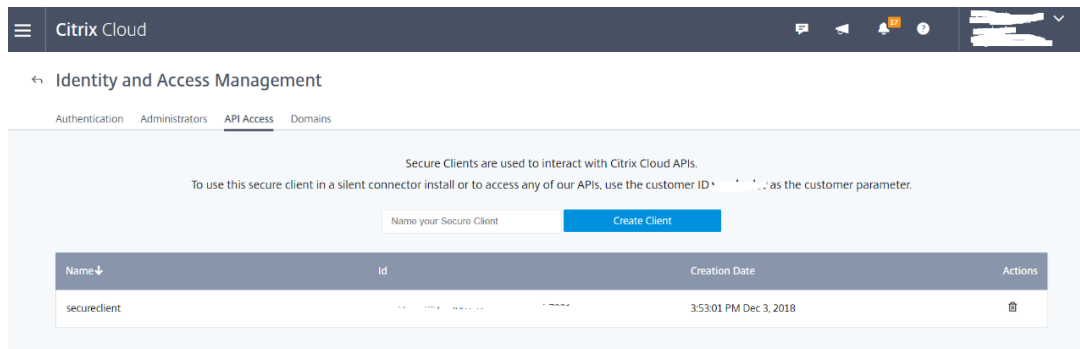 Citrix Cloud
17
Identity and Access Management
Authentication Administrators API Access Domains
Secure Clients are used to interact with Citrix Cloud APIs.
To use this secure client in a silent connector install or to access any of our APIs, use the customer ID as the customer parameter.
Name your Secure Client Create Client
Name Id Creation Date Actions
secureclient 3:53:01 PM Dec 3, 2018